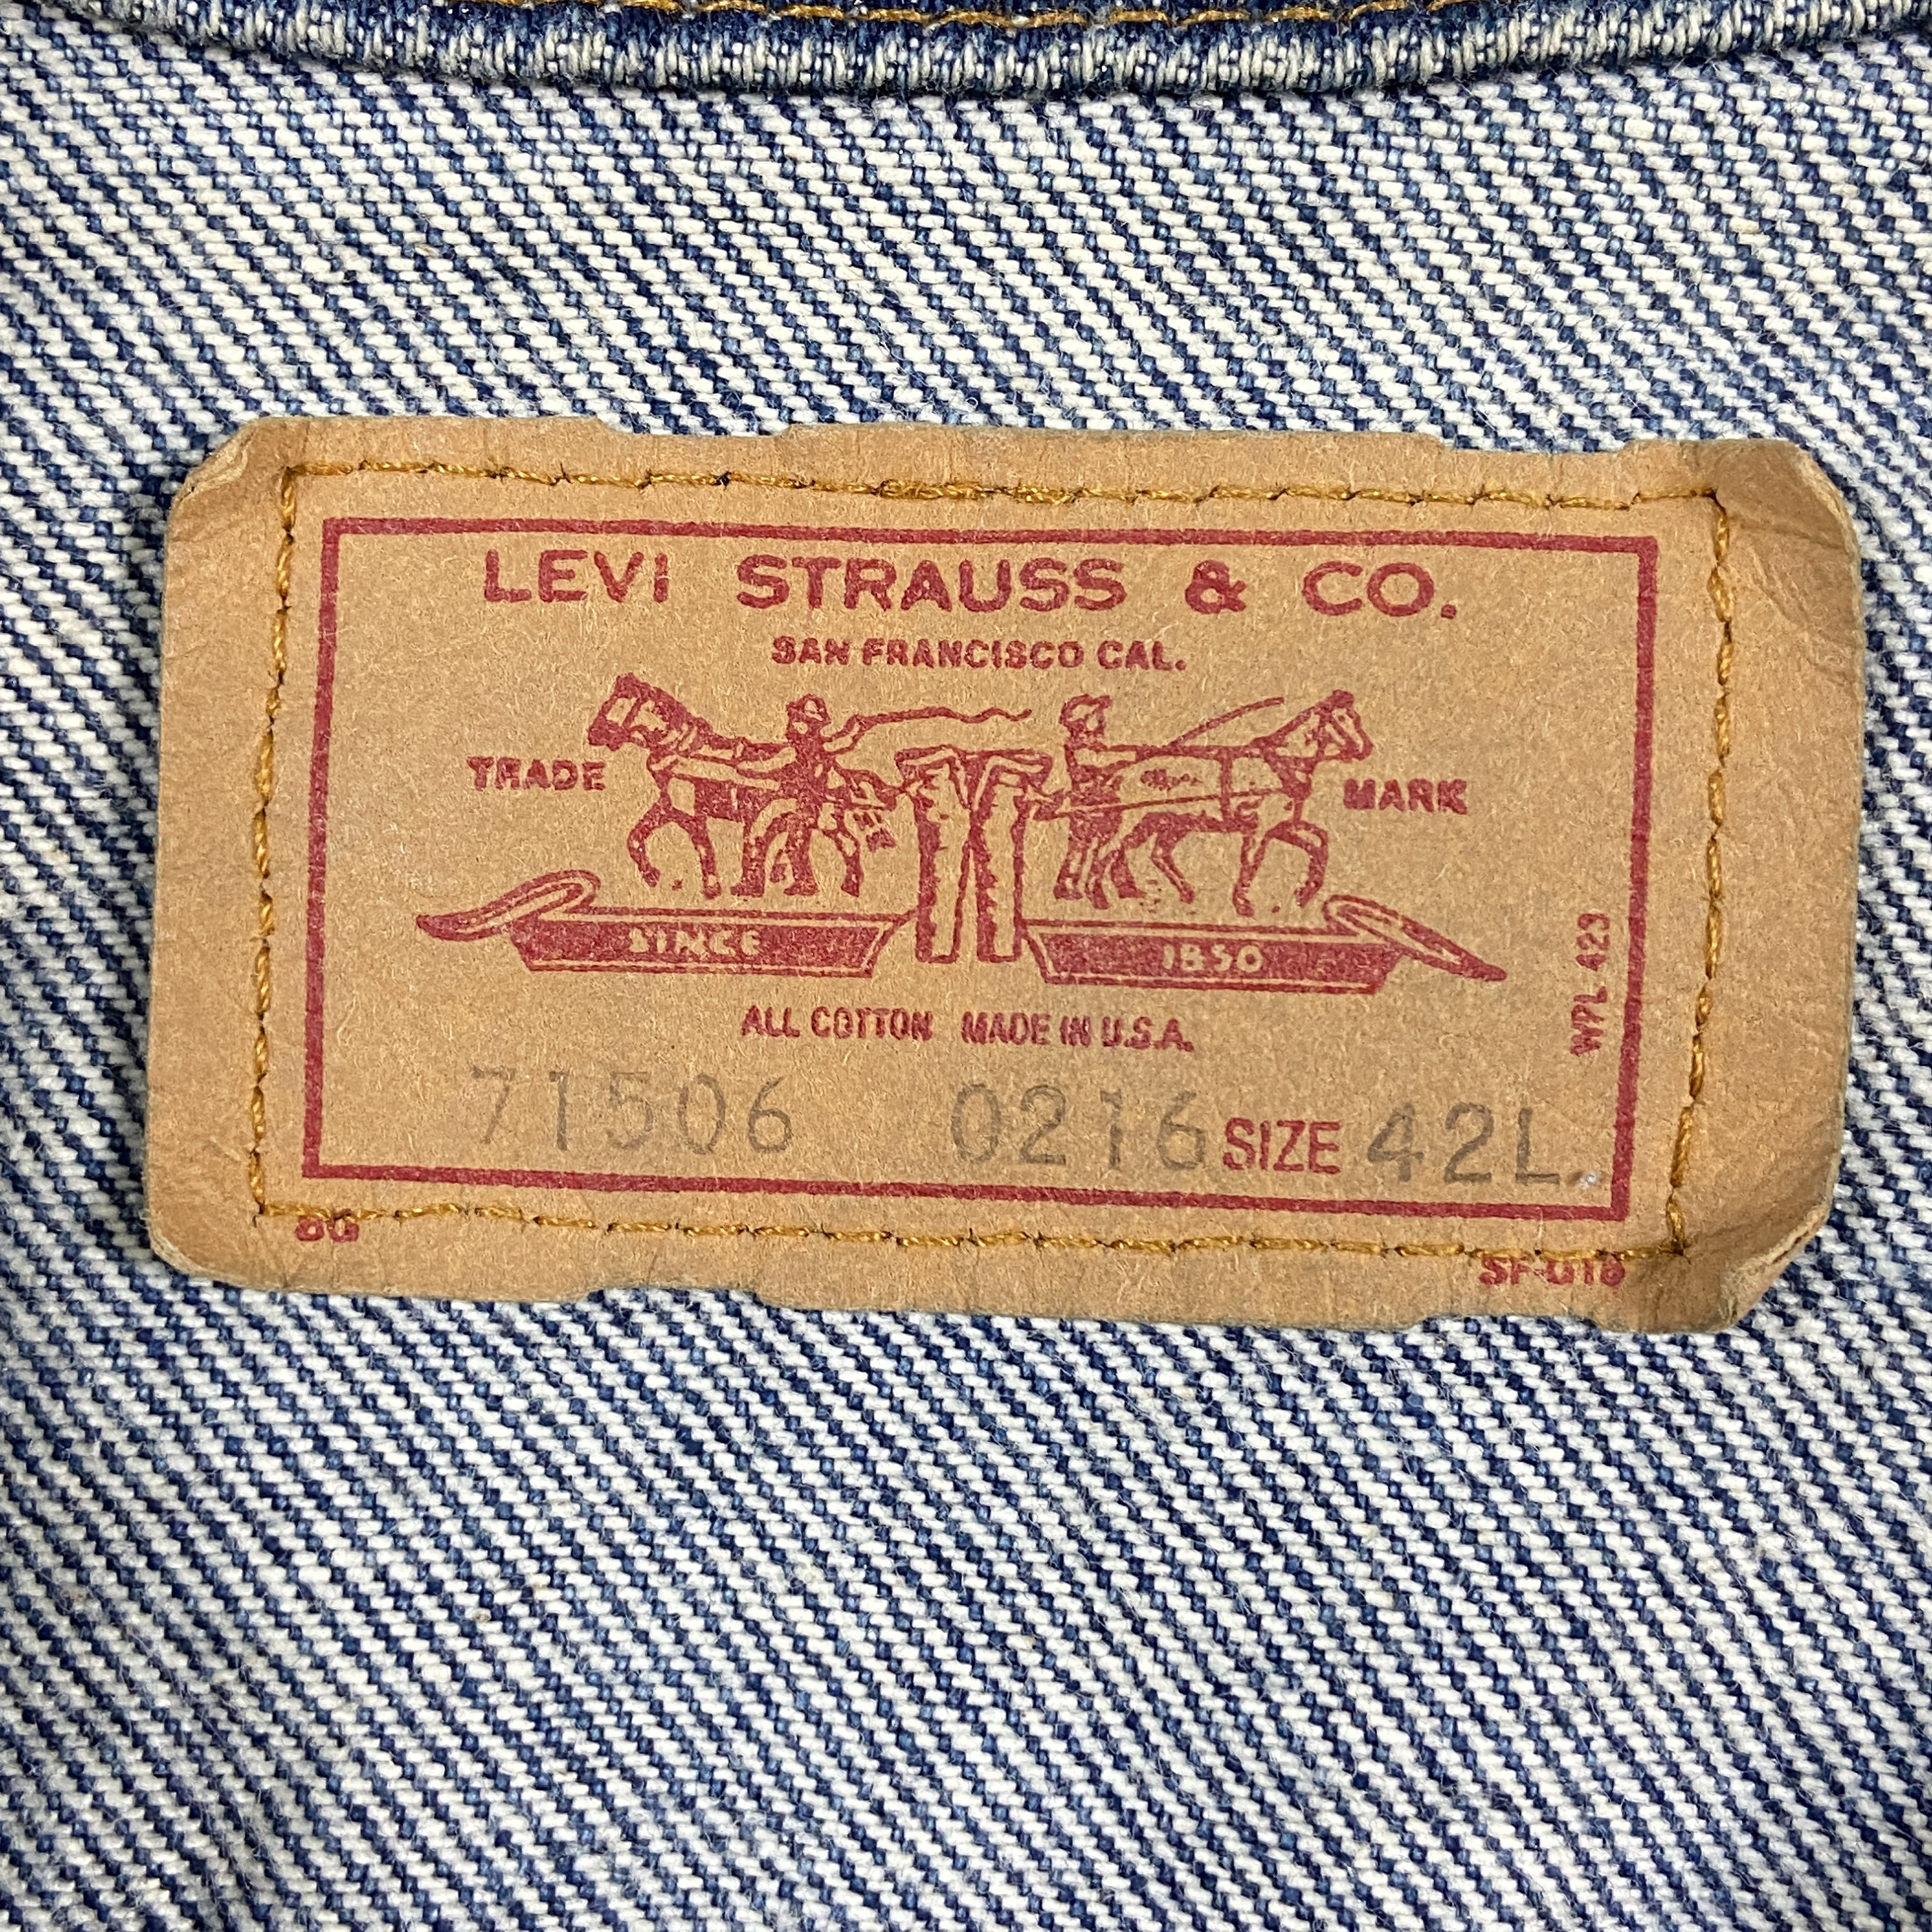 LEVI STRAUSS & CO.
SAN FRANCISCO CAL.
TRADE MARK
SINCE 1850
WPL 423
ALL COTTON MADE IN U.S.A.
71506 0216 SIZE 42L